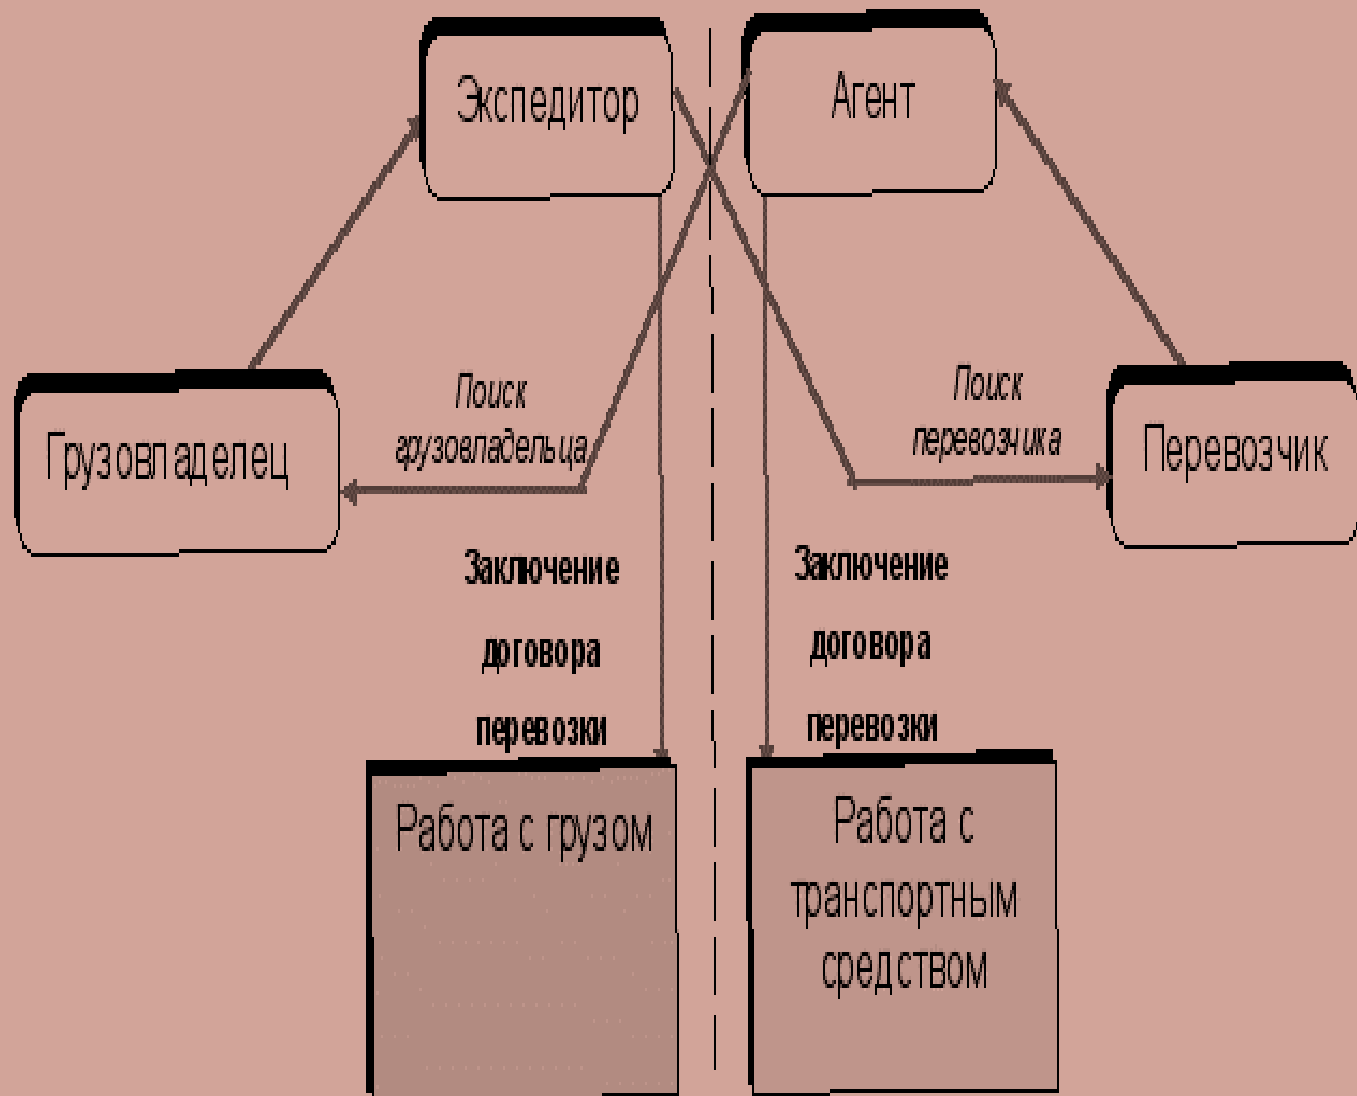 Экспедитор
Агент
Поиск
грузовладельца
Поиск
перевозчика
Грузовладелец
Перевозчик
Заключение
договора
перевозки
Заключение
договора
перевозки
Работа с грузом
Работа с
транспортным
средством